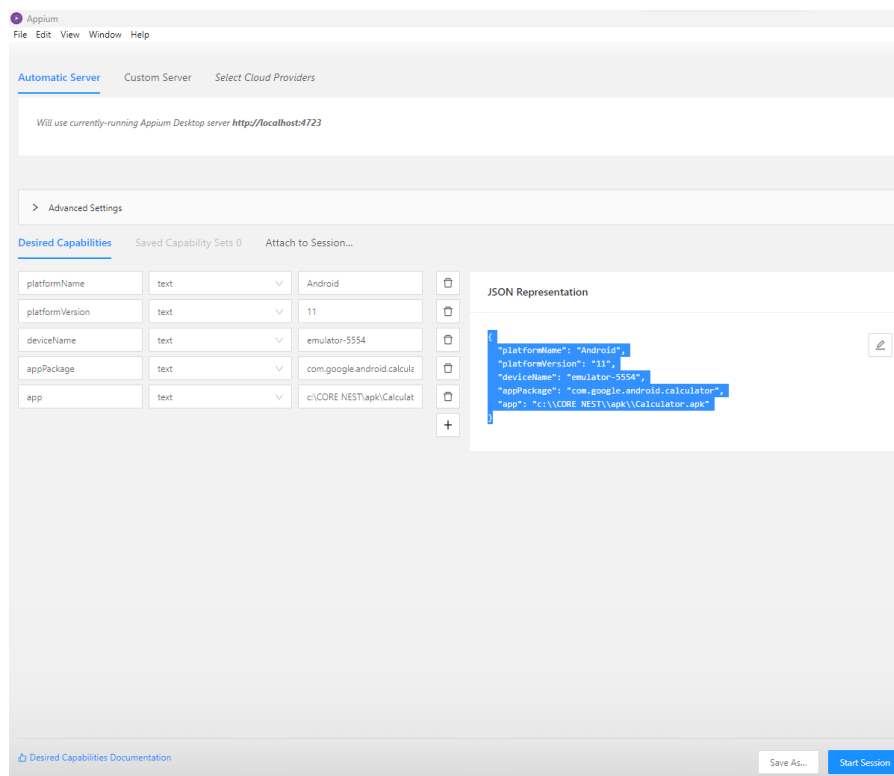 Appium
File Edit View Window Help
Automatic Server Custom Server Select Cloud Providers
Will use currently-running Appium Desktop server http://localhost:4723
Advanced Settings
Desired Capabilities Saved Capability Sets 0 Attach to Session...
platformName text Android
platformVersion text 11
deviceName text emulator-5554
appPackage text com.google.android.calcula
app text c:\CORE NEST\apk\Calculat
+
JSON Representation
{
"platformName": "Android",
"platformVersion": "11",
"deviceName": "emulator-5554",
"appPackage": "com.google.android.calculator",
"app": "c:\\CORE NEST\\apk\\Calculator.apk"
}
Desired Capabilities Documentation
Save As... Start Session